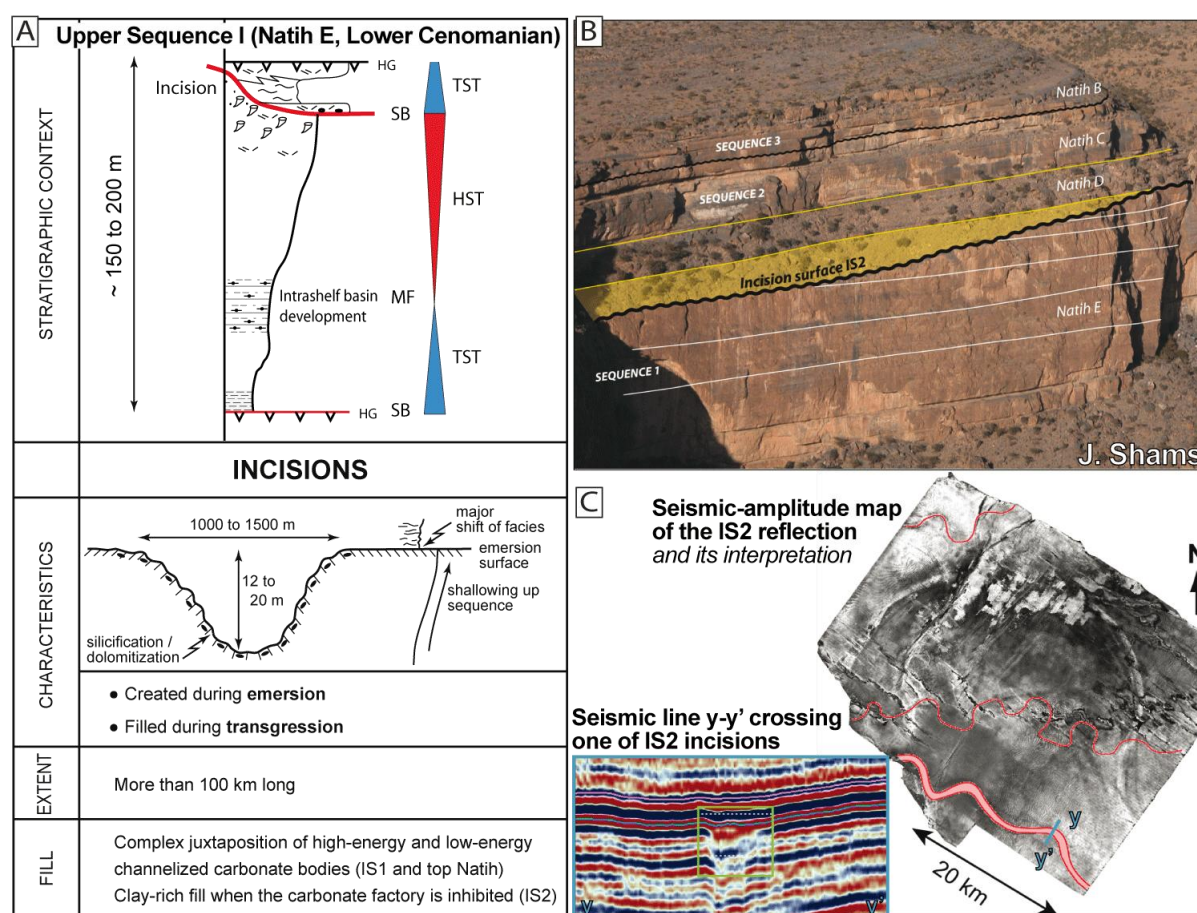 A
Upper Sequence I (Natih E, Lower Cenomanian)
STRATIGRAPHIC CONTEXT
~ 150 to 200 m
Incision
HG
TST
SB
HST
Intrashelf basin
development
MF
TST
HG
SB
INCISIONS
CHARACTERISTICS
1000 to 1500 m
12 to
20 m
silicification /
dolomitization
major
shift of facies
emersion
surface
shallowing up
sequence
• Created during emersion
• Filled during transgression
EXTENT
More than 100 km long
FILL
Complex juxtaposition of high-energy and low-energy
channelized carbonate bodies (IS1 and top Natih)
Clay-rich fill when the carbonate factory is inhibited (IS2)
B
Natih B
SEQUENCE 3
Natih C
SEQUENCE 2
Natih D
Incision surface IS2
Natih E
SEQUENCE 1
J. Shams
C
Seismic-amplitude map
of the IS2 reflection
and its interpretation
N
Seismic line y-y' crossing
one of IS2 incisions
y
y'
20 km
y
y'